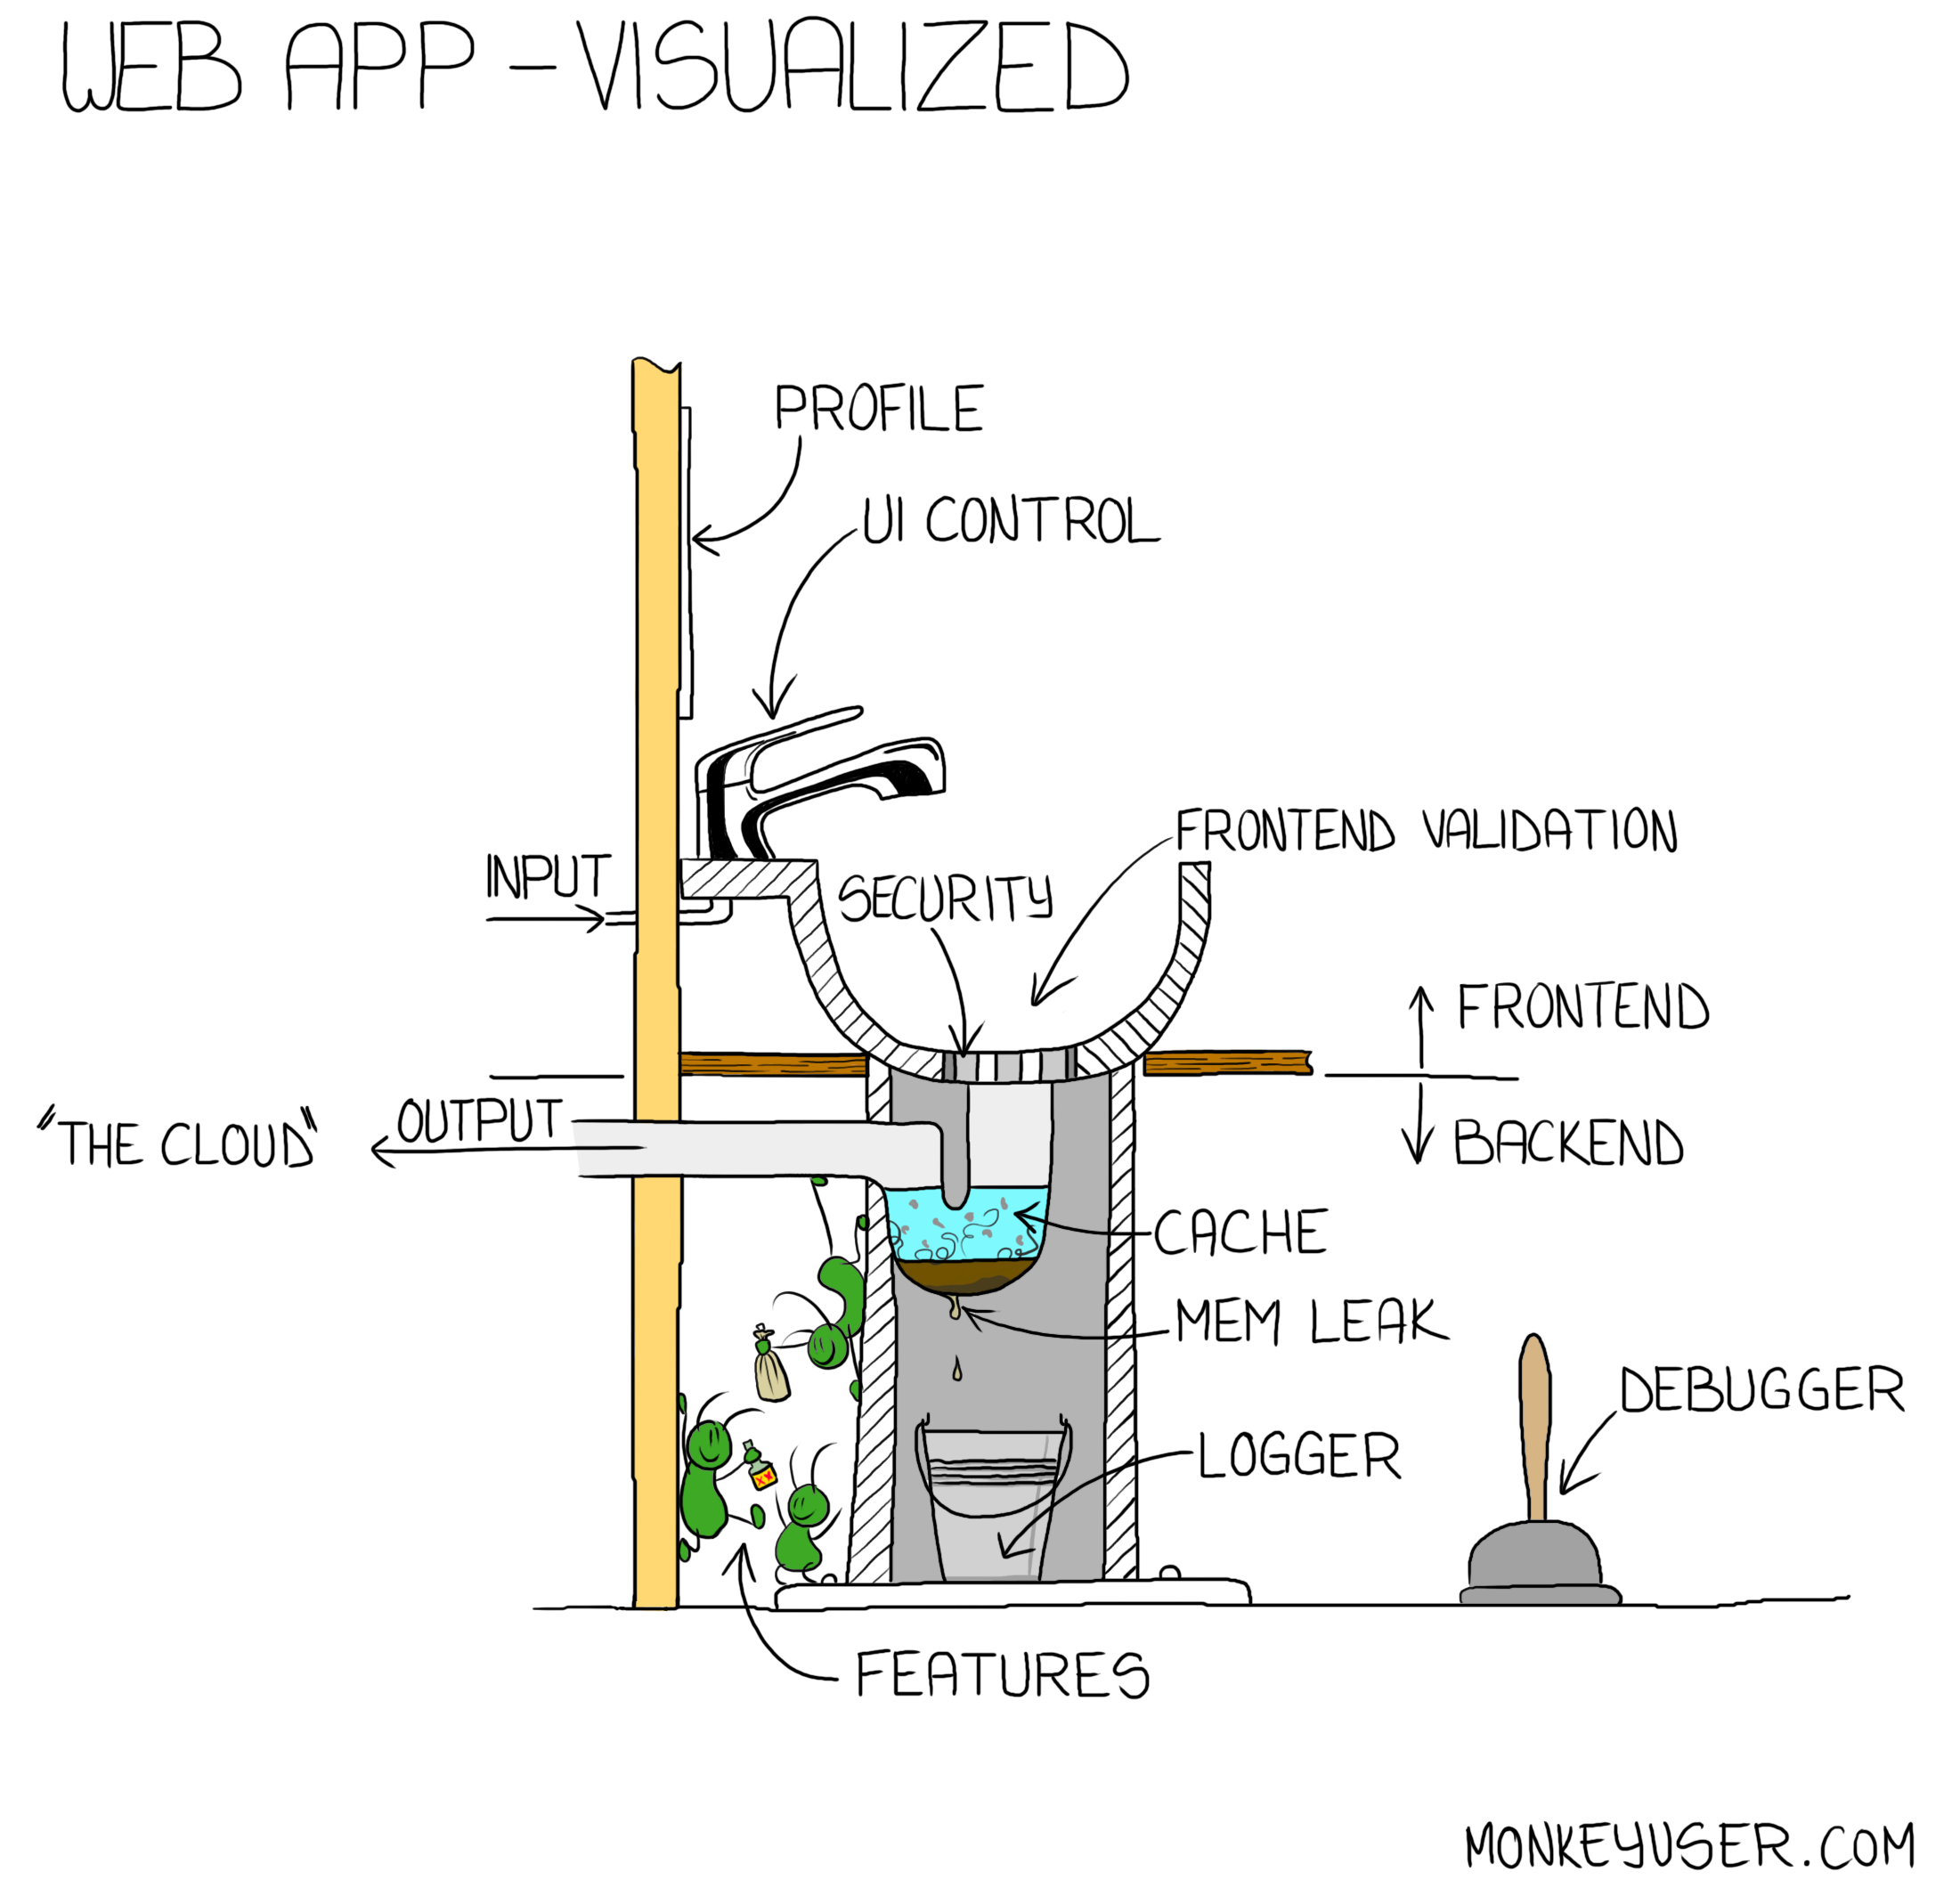 WEB APP - VISUALIZED
PROFILE
UI CONTROL
FRONTEND VALIDATION
INPUT
SECURITY
FRONTEND
"THE CLOUD"
OUTPUT
BACKEND
CACHE
MEM LEAK
DEBUGGER
LOGGER
XX
FEATURES
MONKEYUSER.COM